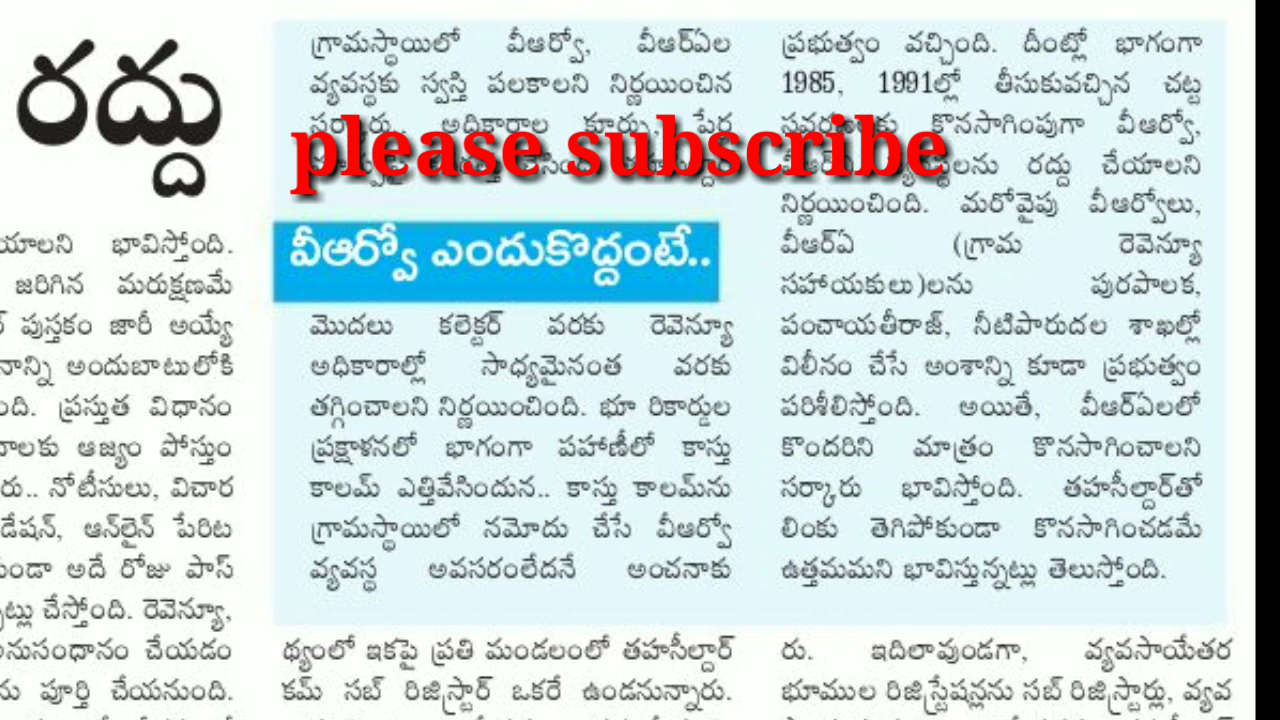 రద్దు
యాలని భావిస్తోంది.
జరిగిన మరుక్షణమే
పుస్తకం జారీ అయ్యే
నాన్ని అందుబాటులోకి
ప్రస్తుత విధానం
ఆజ్యం పోస్తుం
నోటీసులు, విచార
ఆన్‌లైన్ పేరిట
అదే రోజు పాస్
చేస్తోంది. రెవెన్యూ,
చేయడం
పూర్తి చేయనుంది.
గ్రామస్థాయిలో వీఆర్వో, వీఆర్ఏల
వ్యవస్థకు స్వస్తి పలకాలని నిర్ణయించిన
అధికారాల కూర్పు, పేర
please subscribe
వీఆర్వో ఎందుకొద్దంటే..
మొదలు కలెక్టర్ వరకు రెవెన్యూ
అధికారాల్లో సాధ్యమైనంత వరకు
తగ్గించాలని నిర్ణయించింది. భూ రికార్డుల
ప్రక్షాళనలో భాగంగా పహాణీలో కాస్తు
కాలమ్ ఎత్తివేసిందున.. కాస్తు కాలమ్‌ను
గ్రామస్థాయిలో నమోదు చేసే వీఆర్వో
వ్యవస్థ అవసరంలేదనే అంచనాకు
ప్రభుత్వం వచ్చింది. దీంట్లో భాగంగా
1985, 1991ల్లో తీసుకువచ్చిన చట్ట
సవరణలకు కొనసాగింపుగా వీఆర్వో,
రద్దు చేయాలని
నిర్ణయించింది. మరోవైపు వీఆర్వోలు,
వీఆర్ఏ (గ్రామ రెవెన్యూ
సహాయకులు)లను పురపాలక,
పంచాయతీరాజ్, నీటిపారుదల శాఖల్లో
విలీనం చేసే అంశాన్ని కూడా ప్రభుత్వం
పరిశీలిస్తోంది. అయితే, వీఆర్ఏలలో
కొందరిని మాత్రం కొనసాగించాలని
సర్కారు భావిస్తోంది. తహసీల్దార్‌తో
లింకు తెగిపోకుండా కొనసాగించడమే
ఉత్తమమని భావిస్తున్నట్లు తెలుస్తోంది.
థ్యంలో ఇకపై ప్రతి మండలంలో తహసీల్దార్
కమ్ సబ్ రిజిస్ట్రార్ ఒకరే ఉండనున్నారు.
రు. ఇదిలావుండగా, వ్యవసాయేతర
భూముల రిజిస్ట్రేషన్లను సబ్ రిజిస్ట్రార్లు, వ్యవ